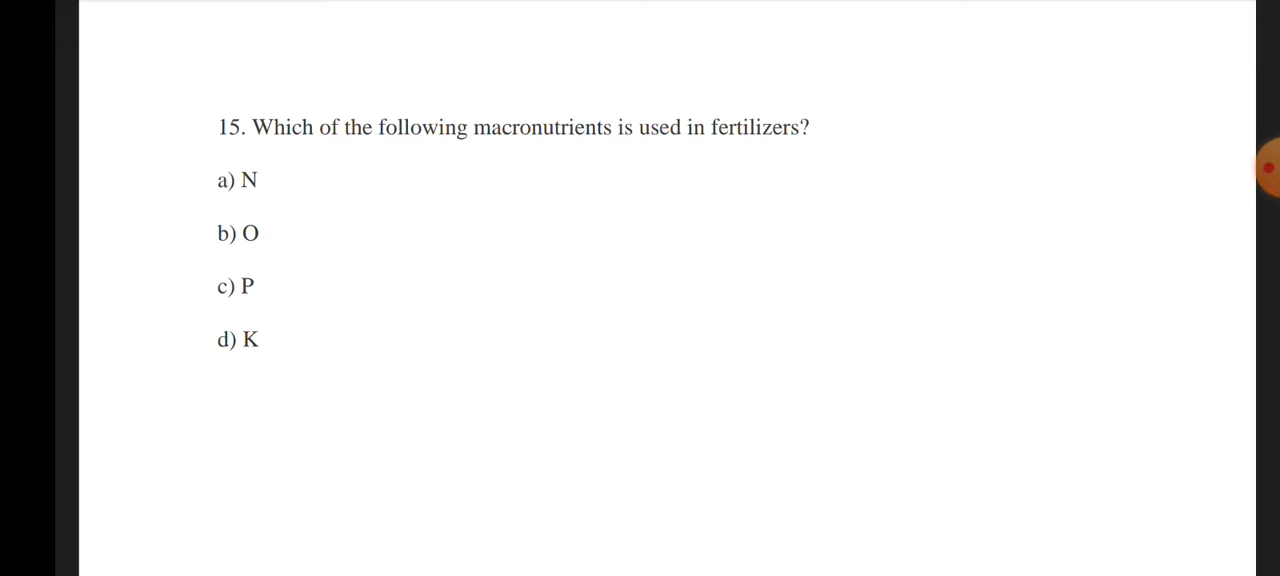 15. Which of the following macronutrients is used in fertilizers?
a) N
b) O
c) P
d) K